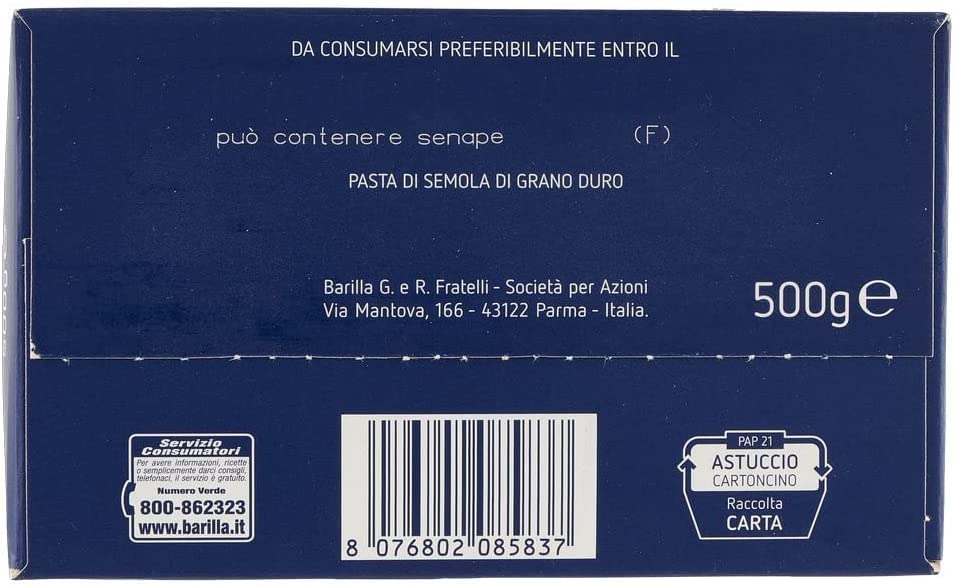 DA CONSUMARSI PREFERIBILMENTE ENTRO IL
può contenere senape (F)
PASTA DI SEMOLA DI GRANO DURO
Barilla G. e R. Fratelli - Società per Azioni
Via Mantova, 166 - 43122 Parma - Italia.
500g e
Servizio
Consumatori
Per avere informazioni, ricette
o semplicemente darci consigli,
telefonaci, il servizio è gratuito.
Numero Verde
800-862323
www.barilla.it
8 076802 085837
PAP 21
ASTUCCIO
CARTONCINO
Raccolta
CARTA